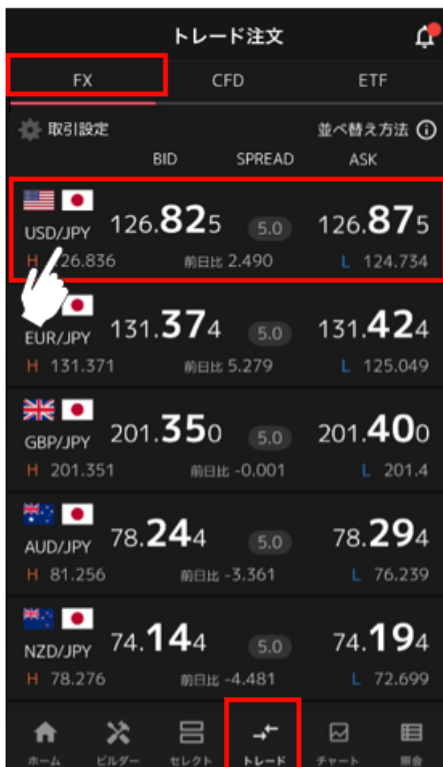 トレード注文
FX CFD ETF
取引設定 並べ替え方法
BID SPREAD ASK
USD/JPY 126.825 5.0 126.875
H 126.836 前日比 2.490 L 124.734
EUR/JPY 131.374 5.0 131.424
H 131.371 前日比 5.279 L 125.049
GBP/JPY 201.350 5.0 201.400
H 201.351 前日比 -0.001 L 201.4
AUD/JPY 78.244 5.0 78.294
H 81.256 前日比 -3.361 L 76.239
NZD/JPY 74.144 5.0 74.194
H 78.276 前日比 -4.481 L 72.699
ホーム ビルダー セレクト トレード チャート 照会